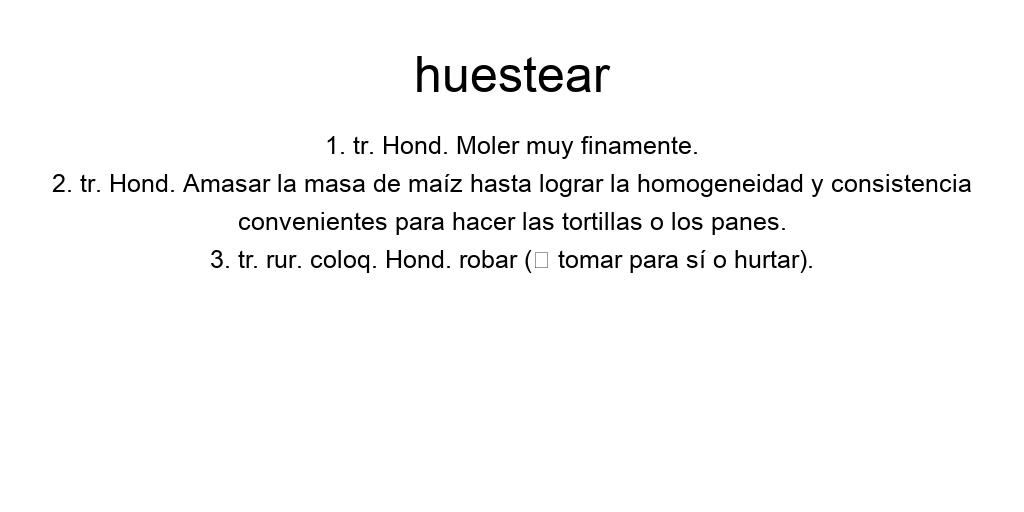 huestear
1. tr. Hond. Moler muy finamente.
2. tr. Hond. Amasar la masa de maíz hasta lograr la homogeneidad y consistencia
convenientes para hacer las tortillas o los panes.
3. tr. rur. coloq. Hond. robar (□ tomar para sí o hurtar).